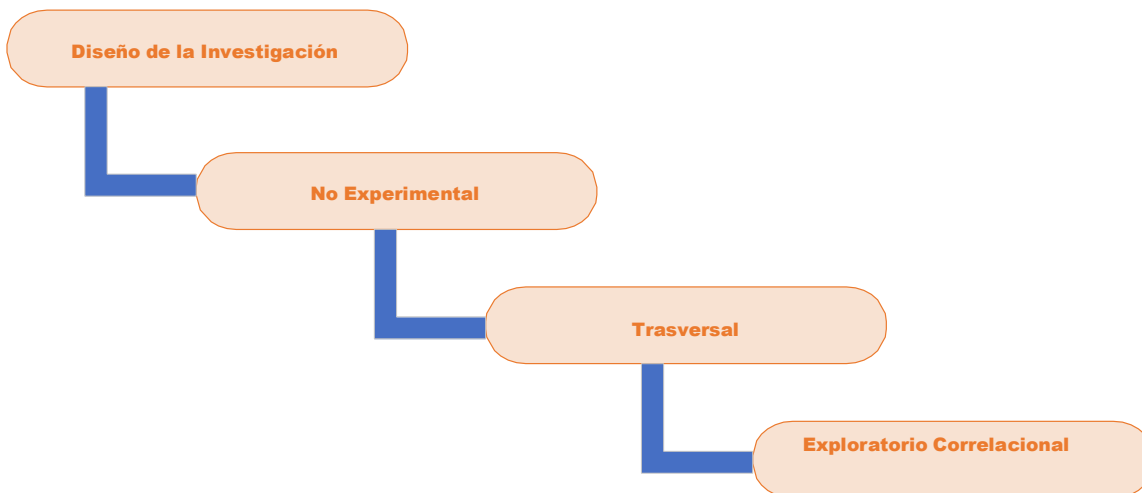 Diseño de la Investigación
No Experimental
Trasversal
Exploratorio Correlacional